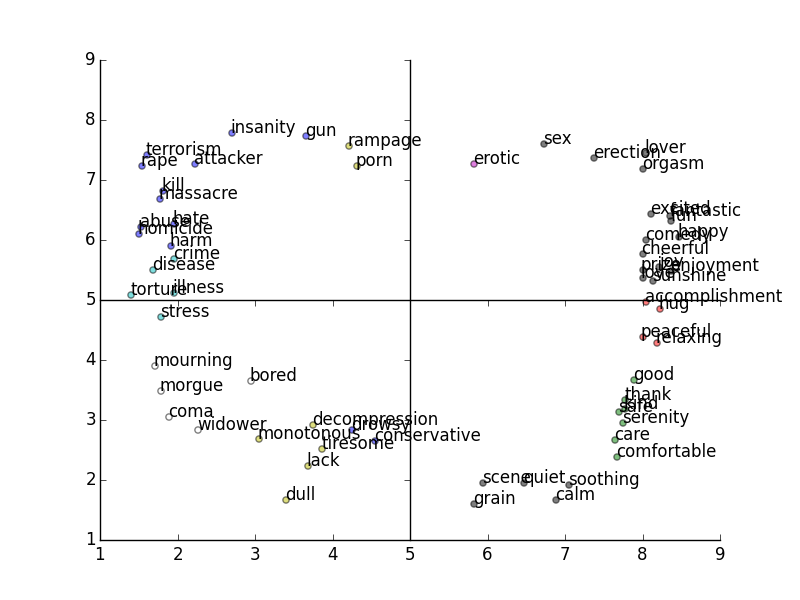 9
8
7
6
5
4
3
2
1
1 2 3 4 5 6 7 8 9
insanity
gun
rampage
porn
terrorism
rape
attacker
kill
massacre
abuse
hate
homicide
harm
crime
disease
illness
torture
stress
mourning
bored
morgue
coma
widower
decompression
drowsy
monotonous
conservative
tiresome
lack
dull
sex
erotic
erection
lover
orgasm
excited
fantastic
fun
happy
comedy
cheerful
joy
enjoyment
love
sunshine
accomplishment
hug
peaceful
relaxing
good
thank
kind
safe
serenity
care
comfortable
scene
quiet
soothing
grain
calm